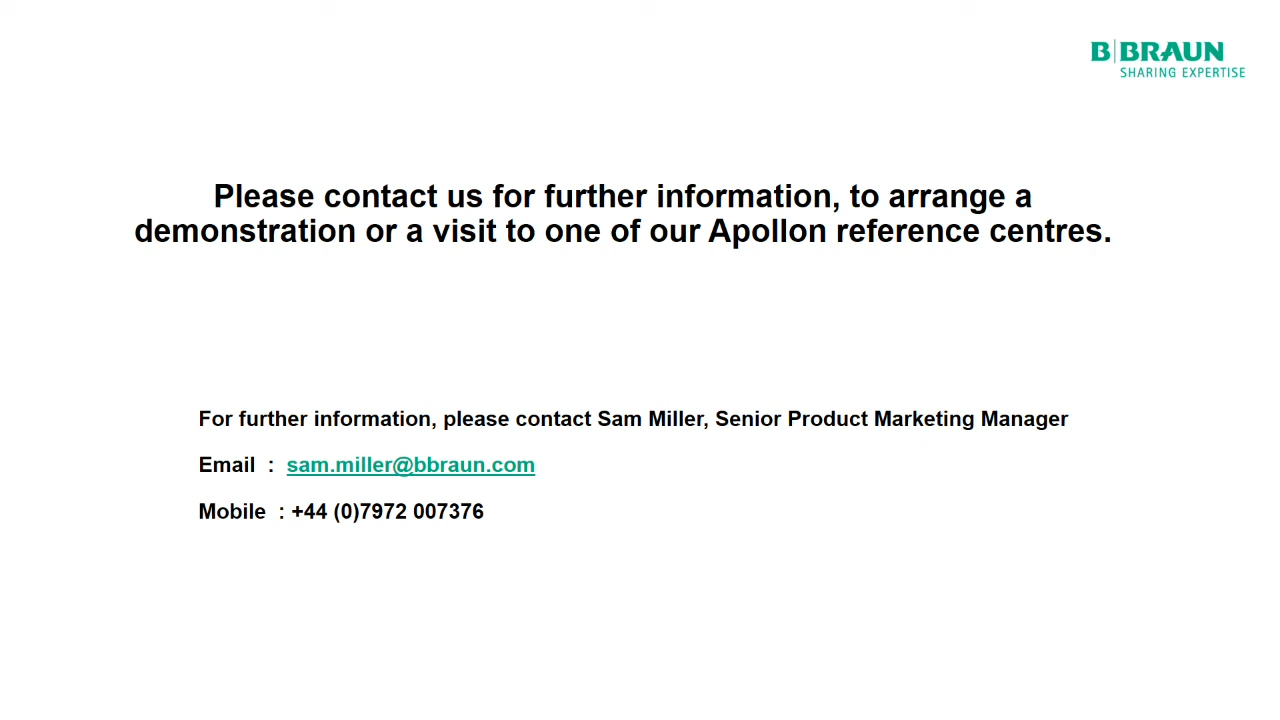 B|BRAUN
SHARING EXPERTISE
Please contact us for further information, to arrange a
demonstration or a visit to one of our Apollon reference centres.
For further information, please contact Sam Miller, Senior Product Marketing Manager
Email : sam.miller@bbraun.com
Mobile : +44 (0)7972 007376